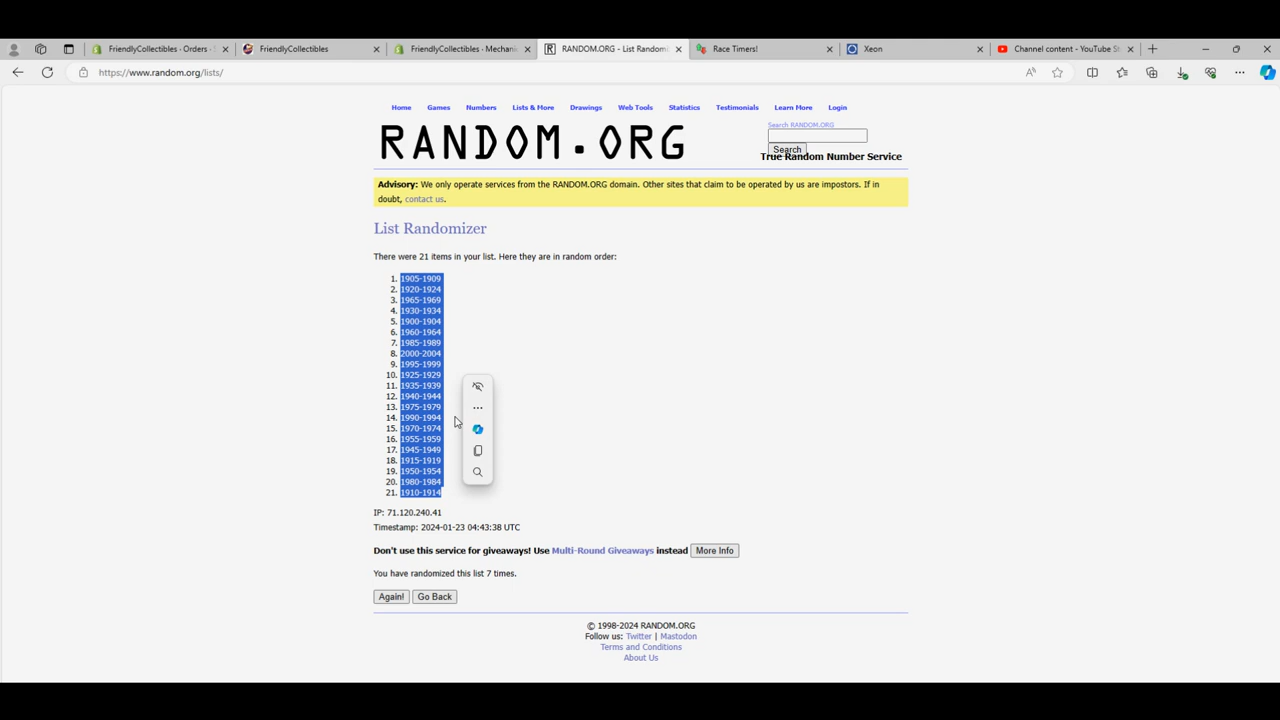 FriendlyCollectibles - Orders - S
FriendlyCollectibles
FriendlyCollectibles - Mechani
RANDOM.ORG - List Randomi
Race Timers!
Xeon
Channel content - YouTube St
https://www.random.org/lists/
Home Games Numbers Lists & More Drawings Web Tools Statistics Testimonials Learn More Login
Search RANDOM.ORG
RANDOM.ORG
Search
True Random Number Service
Advisory: We only operate services from the RANDOM.ORG domain. Other sites that claim to be operated by us are impostors. If in
doubt, contact us.
List Randomizer
There were 21 items in your list. Here they are in random order:
1. 1905-1909
2. 1920-1924
3. 1965-1969
4. 1930-1934
5. 1900-1904
6. 1960-1964
7. 1985-1989
8. 2000-2004
9. 1995-1999
10. 1925-1929
11. 1935-1939
12. 1940-1944
13. 1975-1979
14. 1990-1994
15. 1970-1974
16. 1955-1959
17. 1945-1949
18. 1915-1919
19. 1950-1954
20. 1980-1984
21. 1910-1914
IP: 71.120.240.41
Timestamp: 2024-01-23 04:43:38 UTC
Don't use this service for giveaways! Use Multi-Round Giveaways instead More Info
You have randomized this list 7 times.
Again! Go Back
© 1998-2024 RANDOM.ORG
Follow us: Twitter | Mastodon
Terms and Conditions
About Us